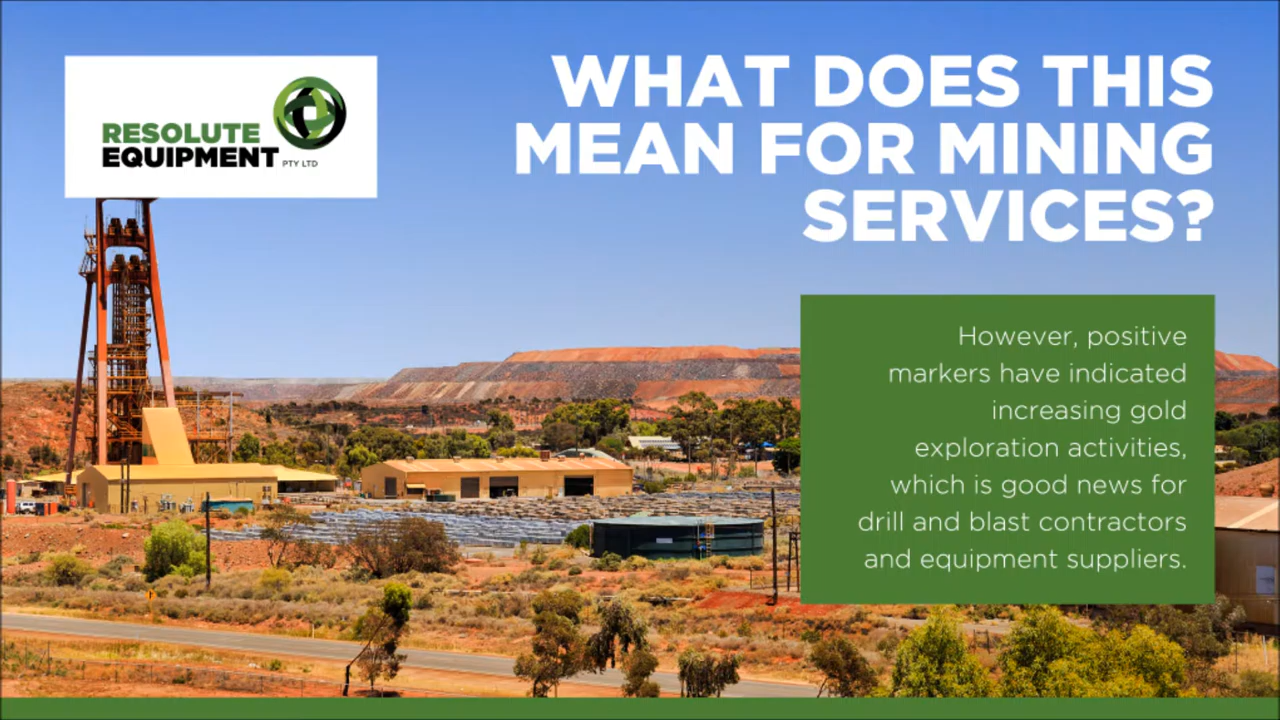 RESOLUTE
EQUIPMENT PTY LTD
WHAT DOES THIS
MEAN FOR MINING
SERVICES?
However, positive
markers have indicated
increasing gold
exploration activities,
which is good news for
drill and blast contractors
and equipment suppliers.